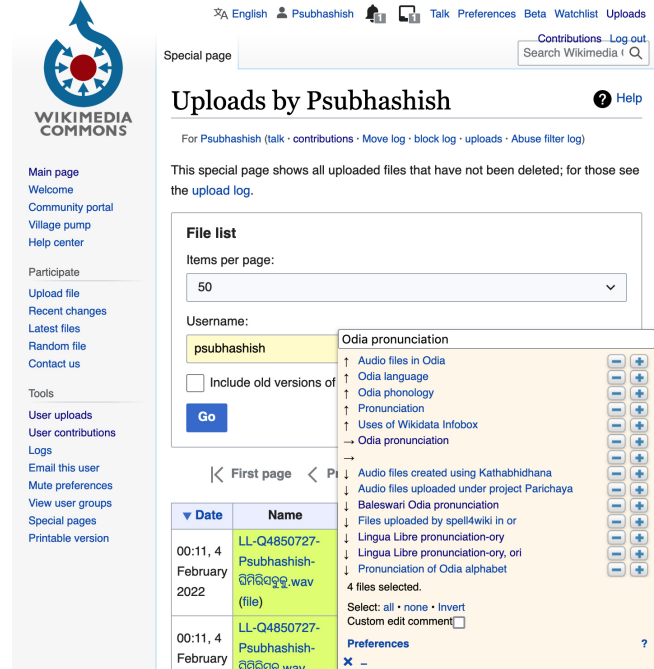 English Psubhashish 1 1 Talk Preferences Beta Watchlist Uploads
Contributions Log out
WIKIMEDIA
COMMONS
Main page
Welcome
Community portal
Village pump
Help center
Participate
Upload file
Recent changes
Latest files
Random file
Contact us
Tools
User uploads
User contributions
Logs
Email this user
Mute preferences
View user groups
Special pages
Printable version
Special page
Search Wikimedia
Uploads by Psubhashish
Help
For Psubhashish (talk · contributions · Move log · block log · uploads · Abuse filter log)
This special page shows all uploaded files that have not been deleted; for those see
the upload log.
File list
Items per page:
50
Username:
psubhashish
Include old versions of
Go
First page
Date Name
00:11, 4
February
2022
LL-Q4850727-
Psubhashish-
ଘିମିରିସବୁକୁ.wav
(file)
00:11, 4
February
LL-Q4850727-
Psubhashish-
Odia pronunciation
↑ Audio files in Odia
↑ Odia language
↑ Odia phonology
↑ Pronunciation
↑ Uses of Wikidata Infobox
→ Odia pronunciation
→
↓ Audio files created using Kathabhidhana
↓ Audio files uploaded under project Parichaya
↓ Baleswari Odia pronunciation
↓ Files uploaded by spell4wiki in or
↓ Lingua Libre pronunciation-ory
↓ Lingua Libre pronunciation-ory, ori
↓ Pronunciation of Odia alphabet
4 files selected.
Select: all • none • Invert
Custom edit comment
Preferences ?